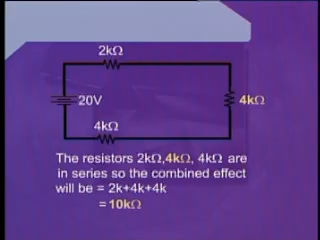 2kΩ
20V
4kΩ
4kΩ
The resistors 2kΩ,4kΩ, 4kΩ are
in series so the combined effect
will be = 2k+4k+4k
= 10kΩ